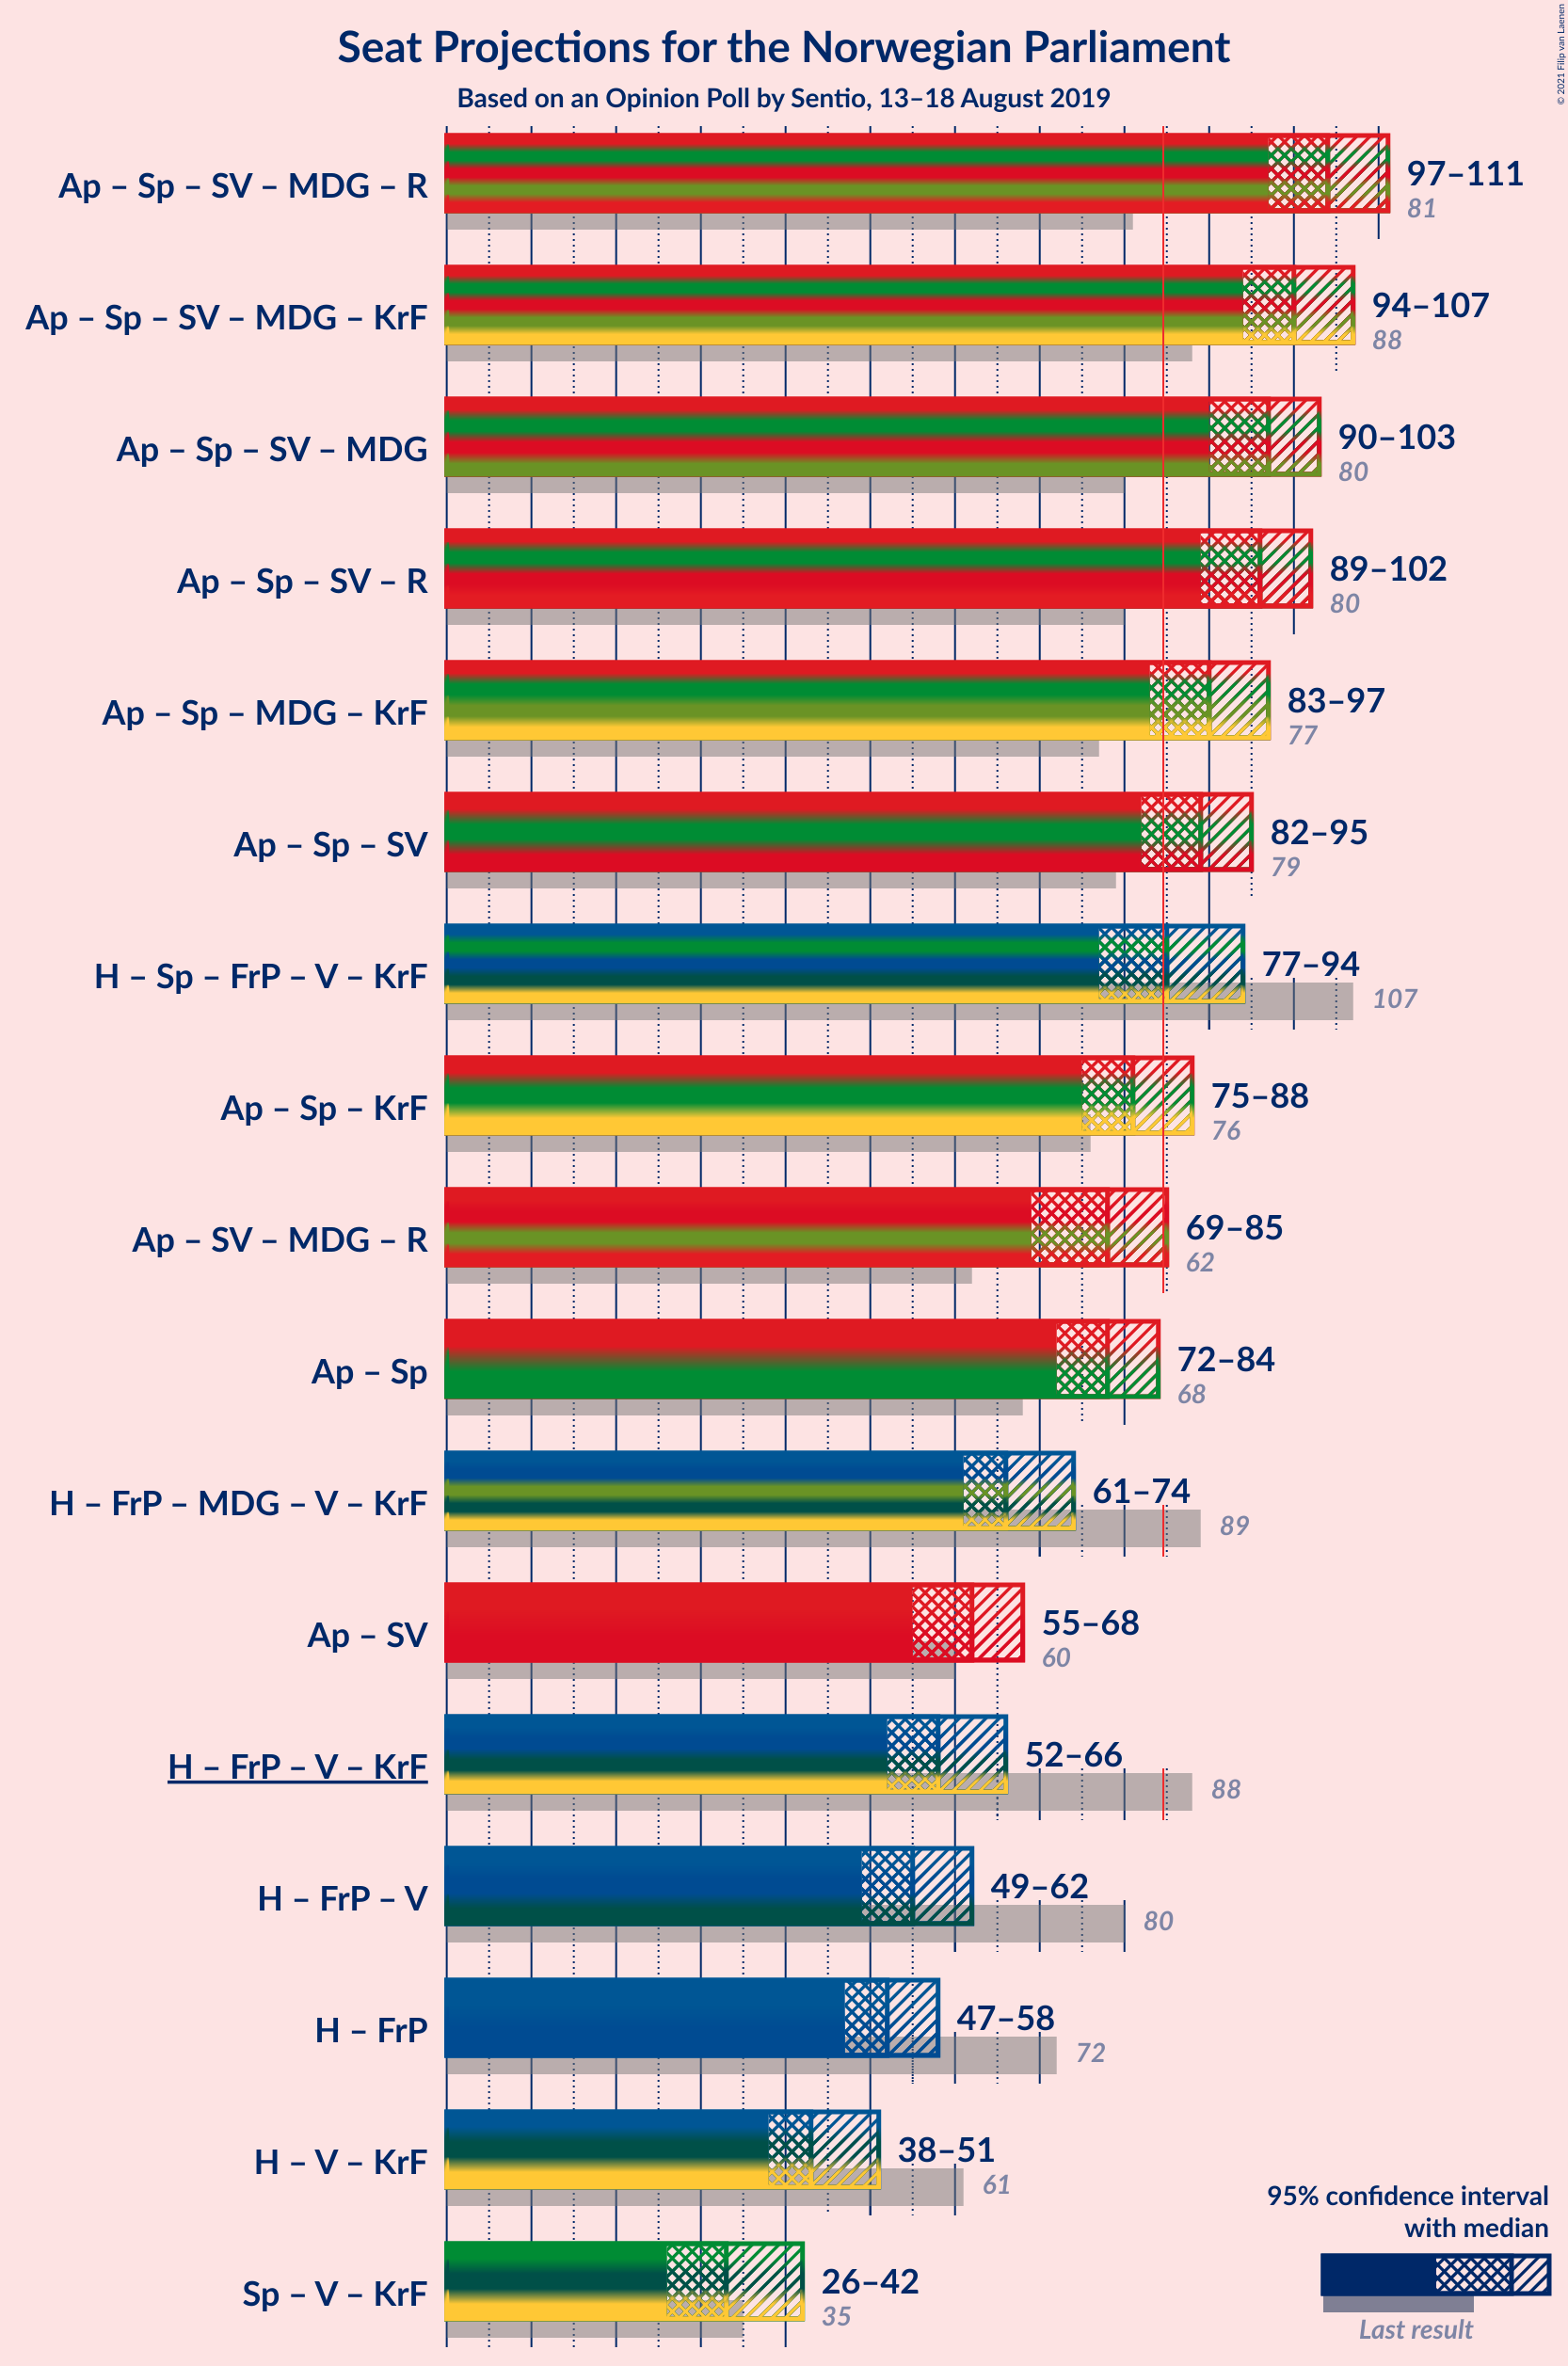 Seat Projections for the Norwegian Parliament
Based on an Opinion Poll by Sentio, 13–18 August 2019
© 2021 Filip van Laenen
Ap – Sp – SV – MDG – R
97–111
81
Ap – Sp – SV – MDG – KrF
94–107
88
Ap – Sp – SV – MDG
90–103
80
Ap – Sp – SV – R
89–102
80
Ap – Sp – MDG – KrF
83–97
77
Ap – Sp – SV
82–95
79
H – Sp – FrP – V – KrF
77–94
107
Ap – Sp – KrF
75–88
76
Ap – SV – MDG – R
69–85
62
Ap – Sp
72–84
68
H – FrP – MDG – V – KrF
61–74
89
Ap – SV
55–68
60
H – FrP – V – KrF
52–66
88
H – FrP – V
49–62
80
H – FrP
47–58
72
H – V – KrF
38–51
61
Sp – V – KrF
26–42
35
95% confidence interval
with median
Last result